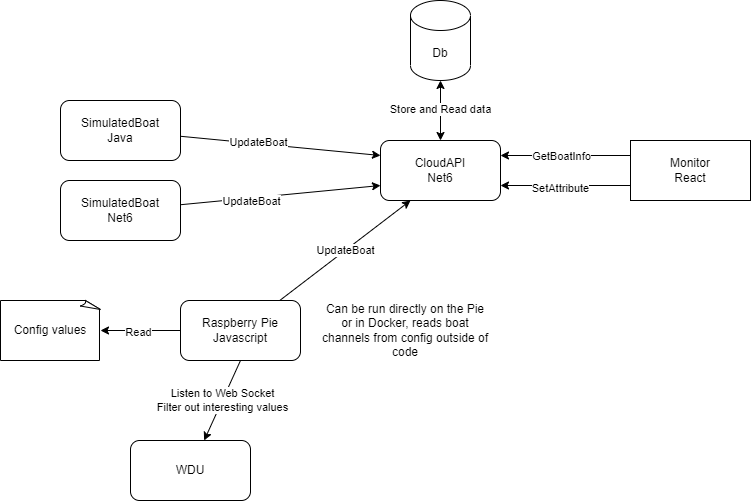 Db
Store and Read data
SimulatedBoat
Java
UpdateBoat
CloudAPI
Net6
GetBoatInfo
SetAttribute
Monitor
React
SimulatedBoat
Net6
UpdateBoat
UpdateBoat
Config values
Read
Raspberry Pie
Javascript
Can be run directly on the Pie
or in Docker, reads boat
channels from config outside of
code
Listen to Web Socket
Filter out interesting values
WDU